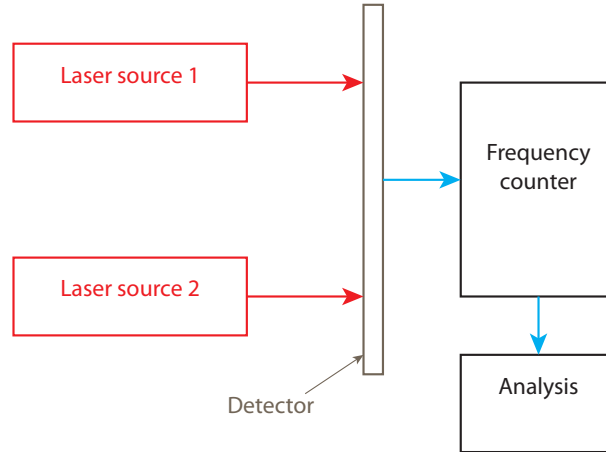 Laser source 1
Frequency
counter
Laser source 2
Analysis
Detector